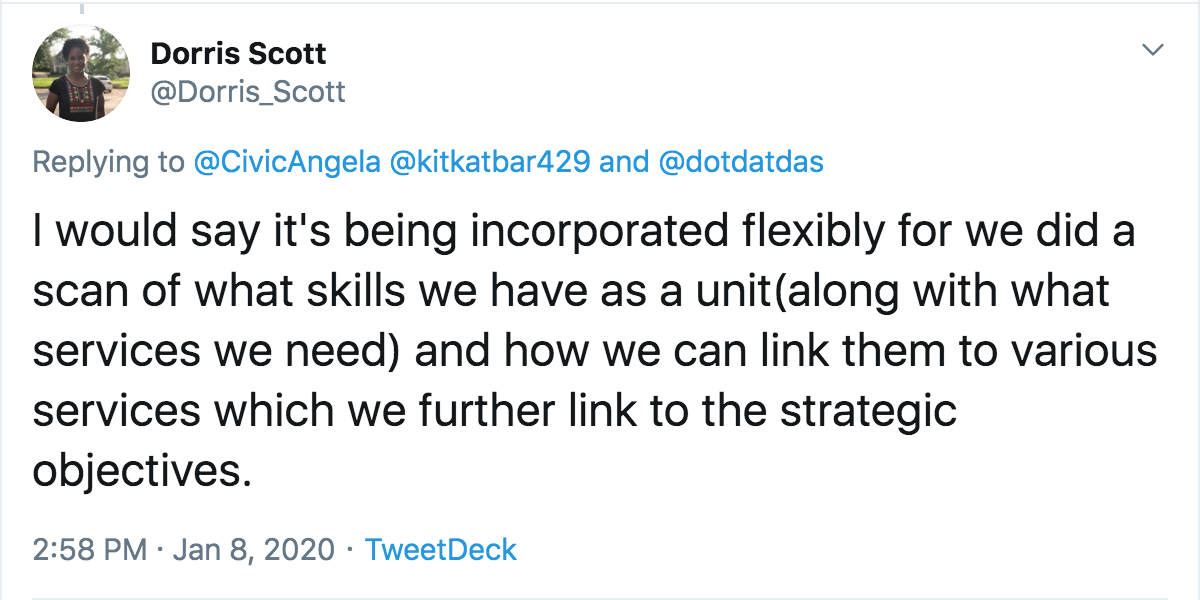 Dorris Scott
@Dorris_Scott
Replying to @CivicAngela @kitkatbar429 and @dotdatdas
I would say it's being incorporated flexibly for we did a
scan of what skills we have as a unit(along with what
services we need) and how we can link them to various
services which we further link to the strategic
objectives.
2:58 PM · Jan 8, 2020 · TweetDeck